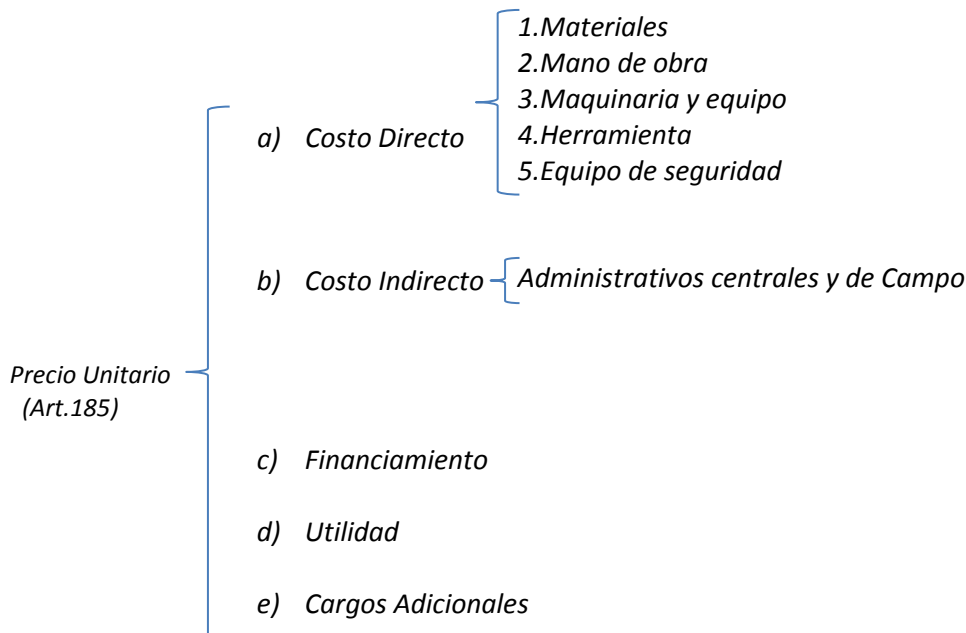 Precio Unitario
(Art.185)
a) Costo Directo
1.Materiales
2.Mano de obra
3.Maquinaria y equipo
4.Herramienta
5.Equipo de seguridad
b) Costo Indirecto
Administrativos centrales y de Campo
c) Financiamiento
d) Utilidad
e) Cargos Adicionales